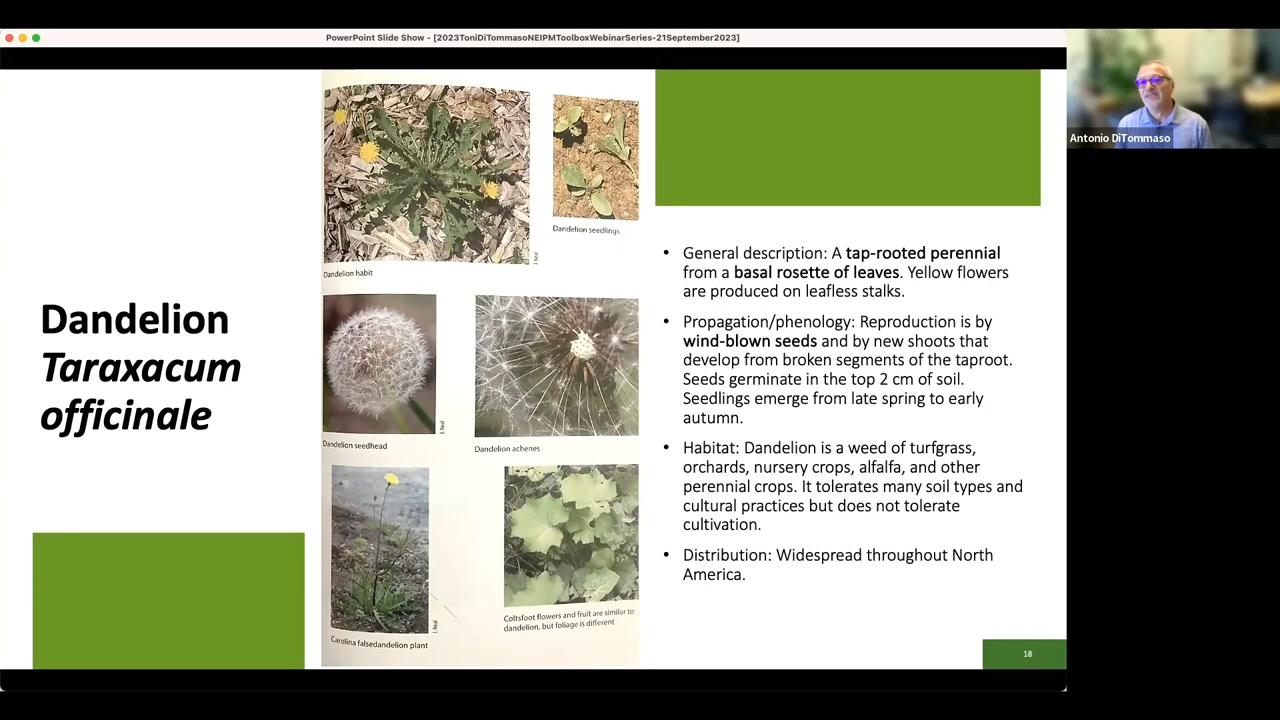 PowerPoint Slide Show - [2023ToniDiTommasoNEIPMToolboxWebinarSeries-21September2023]
Antonio DiTommaso
Dandelion
Taraxacum
officinale
Dandelion habit
J. Neal
Dandelion seedlings
Dandelion seedhead
J. Neal
Dandelion achenes
Carolina falsedandelion plant
J. Neal
Coltsfoot flowers and fruit are similar to
dandelion, but foliage is different
• General description: A tap-rooted perennial
from a basal rosette of leaves. Yellow flowers
are produced on leafless stalks.
• Propagation/phenology: Reproduction is by
wind-blown seeds and by new shoots that
develop from broken segments of the taproot.
Seeds germinate in the top 2 cm of soil.
Seedlings emerge from late spring to early
autumn.
• Habitat: Dandelion is a weed of turfgrass,
orchards, nursery crops, alfalfa, and other
perennial crops. It tolerates many soil types and
cultural practices but does not tolerate
cultivation.
• Distribution: Widespread throughout North
America.
18